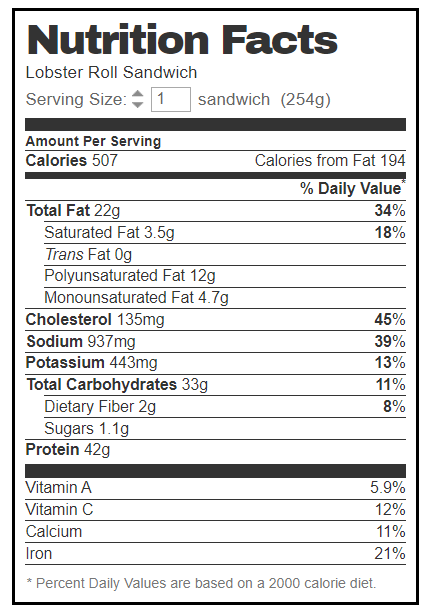 Nutrition Facts
Lobster Roll Sandwich
Serving Size: 1 sandwich (254g)
Amount Per Serving
Calories 507 Calories from Fat 194
% Daily Value*
Total Fat 22g 34%
Saturated Fat 3.5g 18%
Trans Fat 0g
Polyunsaturated Fat 12g
Monounsaturated Fat 4.7g
Cholesterol 135mg 45%
Sodium 937mg 39%
Potassium 443mg 13%
Total Carbohydrates 33g 11%
Dietary Fiber 2g 8%
Sugars 1.1g
Protein 42g
Vitamin A 5.9%
Vitamin C 12%
Calcium 11%
Iron 21%
* Percent Daily Values are based on a 2000 calorie diet.